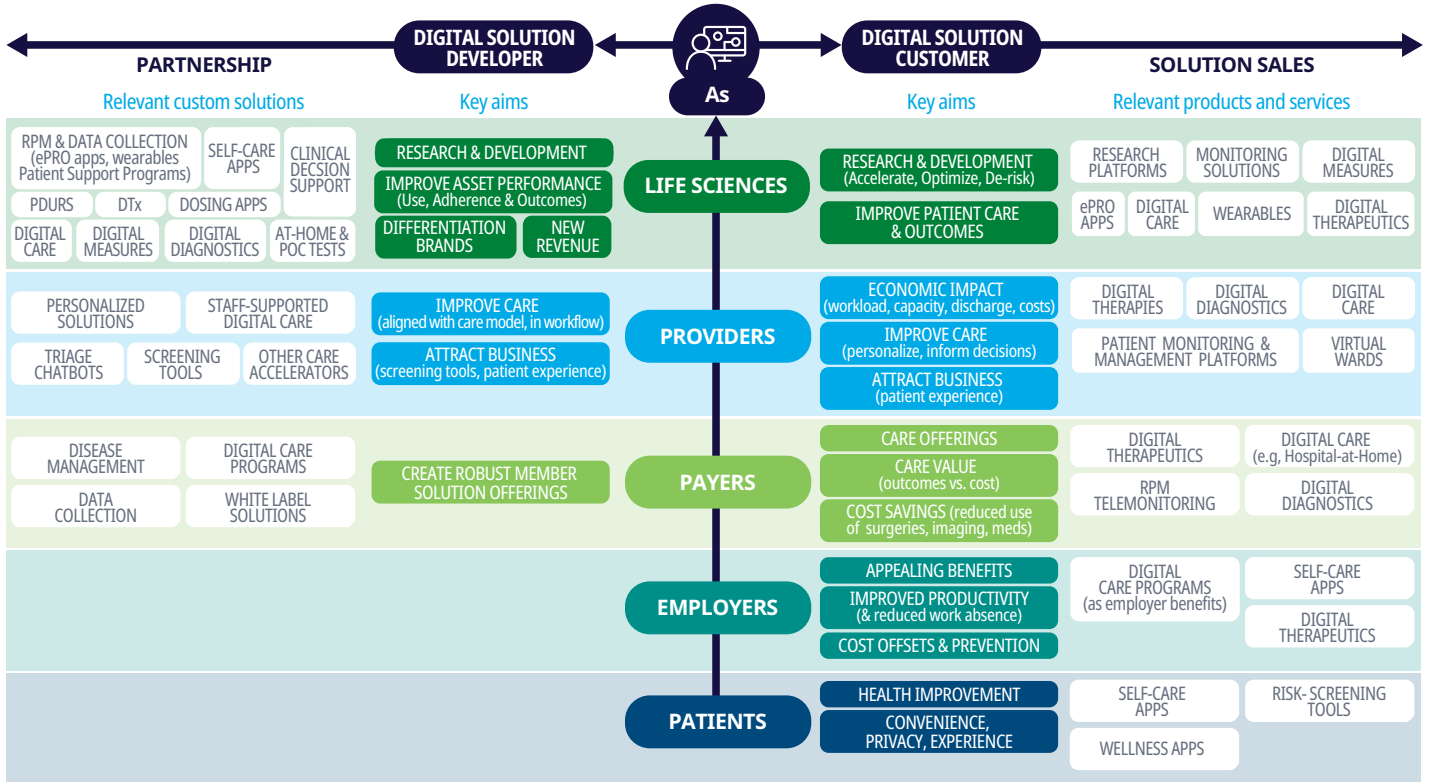 DIGITAL SOLUTION
DEVELOPER
DIGITAL SOLUTION
CUSTOMER
PARTNERSHIP
SOLUTION SALES
As
Relevant custom solutions
Key aims
Key aims
Relevant products and services
RPM & DATA COLLECTION
(ePRO apps, wearables
Patient Support Programs)
SELF-CARE
APPS
CLINICAL
DECSION
SUPPORT
PDURS
DTx
DOSING APPS
DIGITAL
CARE
DIGITAL
MEASURES
DIGITAL
DIAGNOSTICS
AT-HOME &
POC TESTS
RESEARCH & DEVELOPMENT
IMPROVE ASSET PERFORMANCE
(Use, Adherence & Outcomes)
DIFFERENTIATION
BRANDS
NEW
REVENUE
LIFE SCIENCES
RESEARCH & DEVELOPMENT
(Accelerate, Optimize, De-risk)
IMPROVE PATIENT CARE
& OUTCOMES
RESEARCH
PLATFORMS
MONITORING
SOLUTIONS
DIGITAL
MEASURES
ePRO
APPS
DIGITAL
CARE
WEARABLES
DIGITAL
THERAPEUTICS
PERSONALIZED
SOLUTIONS
STAFF-SUPPORTED
DIGITAL CARE
TRIAGE
CHATBOTS
SCREENING
TOOLS
OTHER CARE
ACCELERATORS
IMPROVE CARE
(aligned with care model, in workflow)
ATTRACT BUSINESS
(screening tools, patient experience)
PROVIDERS
ECONOMIC IMPACT
(workload, capacity, discharge, costs)
IMPROVE CARE
(personalize, inform decisions)
ATTRACT BUSINESS
(patient experience)
DIGITAL
THERAPIES
DIGITAL
DIAGNOSTICS
DIGITAL
CARE
PATIENT MONITORING &
MANAGEMENT PLATFORMS
VIRTUAL
WARDS
DISEASE
MANAGEMENT
DIGITAL CARE
PROGRAMS
DATA
COLLECTION
WHITE LABEL
SOLUTIONS
CREATE ROBUST MEMBER
SOLUTION OFFERINGS
PAYERS
CARE OFFERINGS
CARE VALUE
(outcomes vs. cost)
COST SAVINGS (reduced use
of surgeries, imaging, meds)
DIGITAL
THERAPEUTICS
DIGITAL CARE
(e.g, Hospital-at-Home)
RPM
TELEMONITORING
DIGITAL
DIAGNOSTICS
EMPLOYERS
APPEALING BENEFITS
IMPROVED PRODUCTIVITY
(& reduced work absence)
COST OFFSETS & PREVENTION
DIGITAL
CARE PROGRAMS
(as employer benefits)
SELF-CARE
APPS
DIGITAL
THERAPEUTICS
PATIENTS
HEALTH IMPROVEMENT
CONVENIENCE,
PRIVACY, EXPERIENCE
SELF-CARE
APPS
RISK- SCREENING
TOOLS
WELLNESS APPS